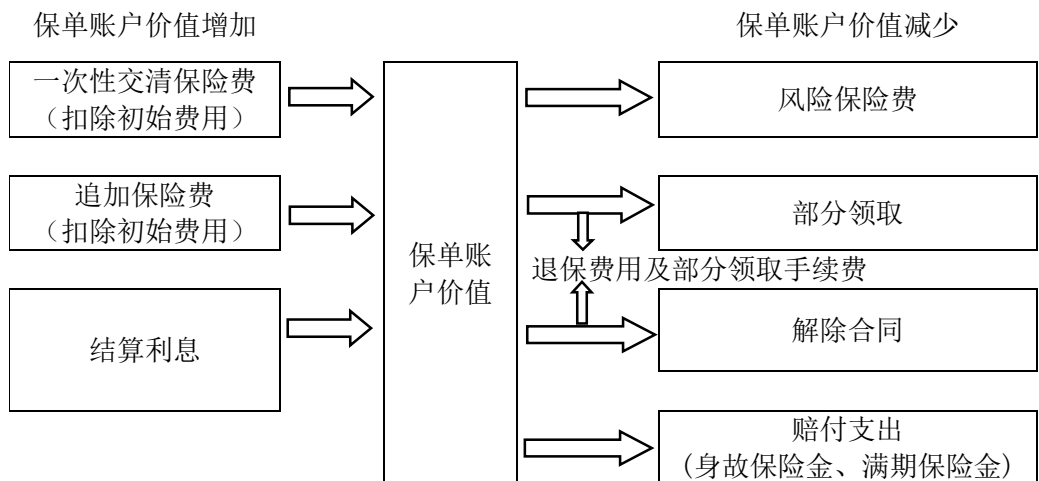 保单账户价值增加
保单账户价值减少
一次性交清保险费
（扣除初始费用）
风险保险费
追加保险费
（扣除初始费用）
部分领取
保单账
户价值
退保费用及部分领取手续费
结算利息
解除合同
赔付支出
(身故保险金、满期保险金)